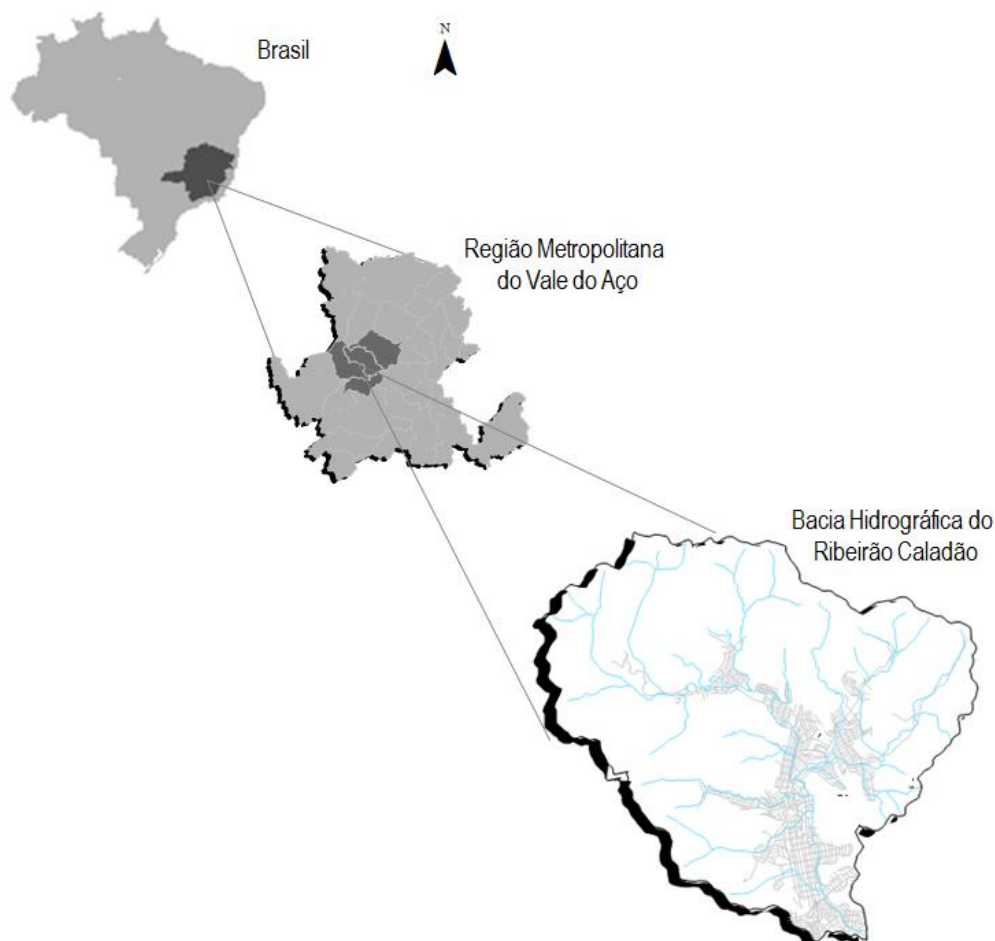 Brasil
N
Região Metropolitana
do Vale do Aço
Bacia Hidrográfica do
Ribeirão Caladão